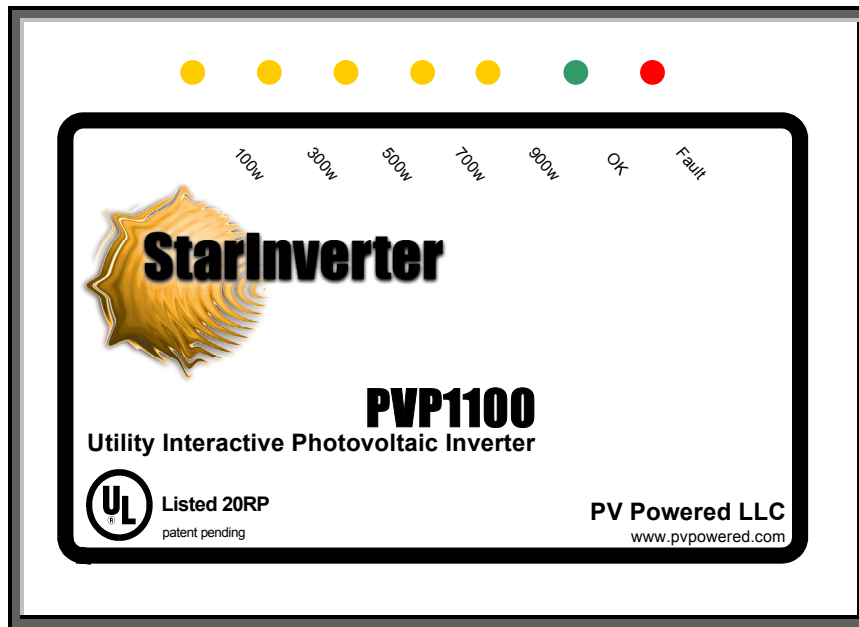 100w 300w 500w 700w 900w OK Fault
StarInverter
PVP1100
Utility Interactive Photovoltaic Inverter
UL
®
Listed 20RP
patent pending
PV Powered LLC
www.pvpowered.com